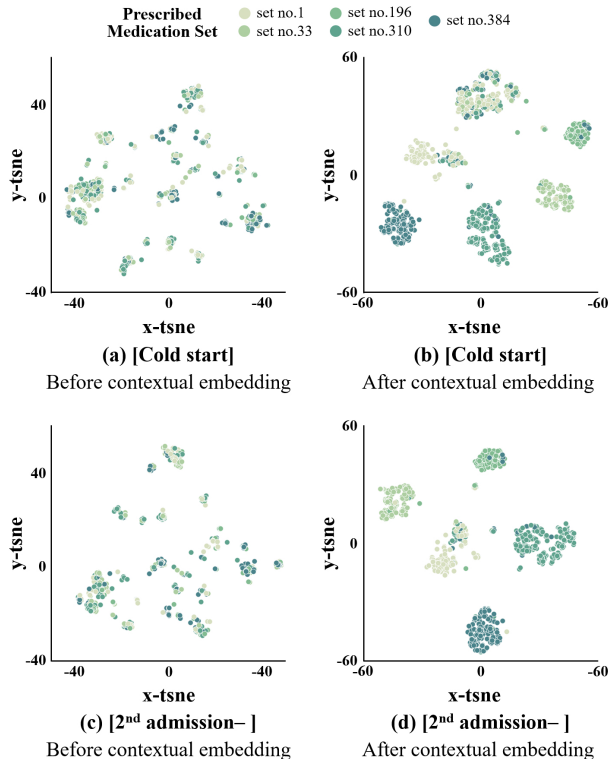 Prescribed
Medication Set
set no.1
set no.33
set no.196
set no.310
set no.384
y-tsne
40
0
-40
-40
0
-40
x-tsne
(a) [Cold start]
Before contextual embedding
y-tsne
60
0
-60
-60
0
-60
x-tsne
(b) [Cold start]
After contextual embedding
y-tsne
40
0
-40
-40
0
-40
x-tsne
(c) [2nd admission– ]
Before contextual embedding
y-tsne
60
0
-60
-60
0
-60
x-tsne
(d) [2nd admission– ]
After contextual embedding